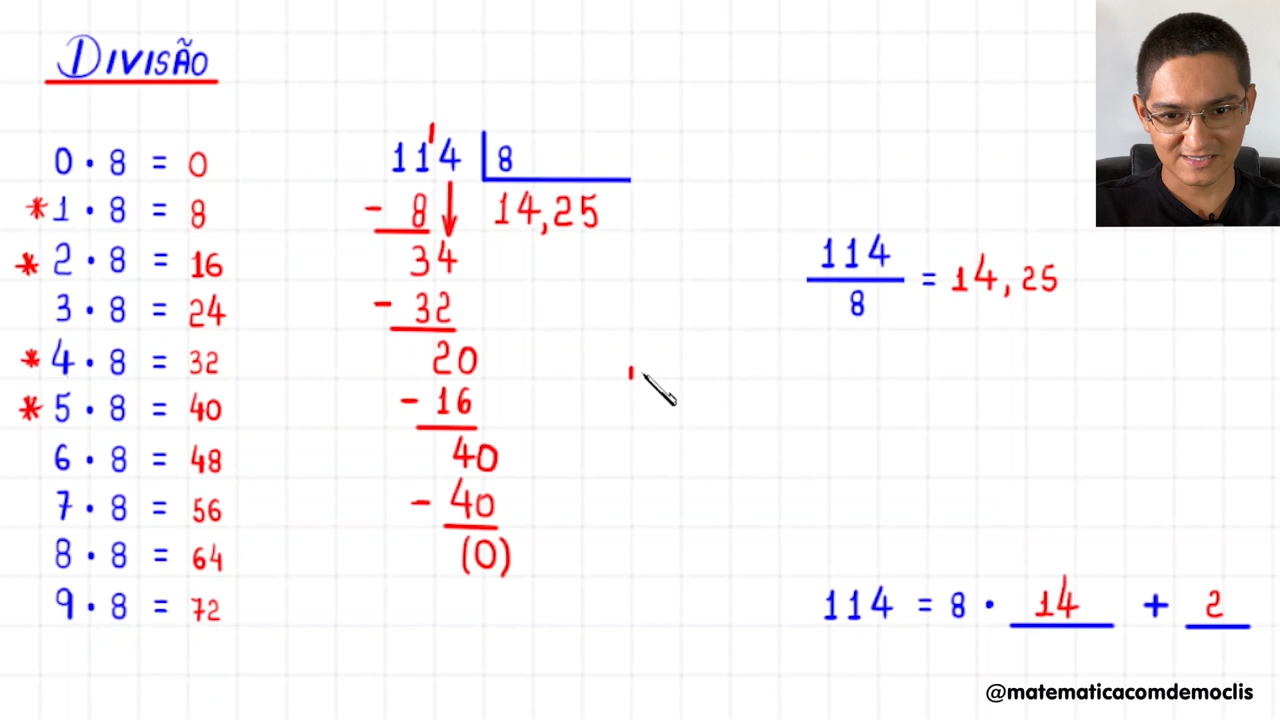 DIVISÃO
0 · 8 = 0
* 1 · 8 = 8
* 2 · 8 = 16
3 · 8 = 24
* 4 · 8 = 32
* 5 · 8 = 40
6 · 8 = 48
7 · 8 = 56
8 · 8 = 64
9 · 8 = 72
1
114 8
- 8 14,25
34
- 32
20
- 16
40
- 40
(0)
114
8
= 14,25
114 = 8 · 14 + 2
@matematicacomdemoclis